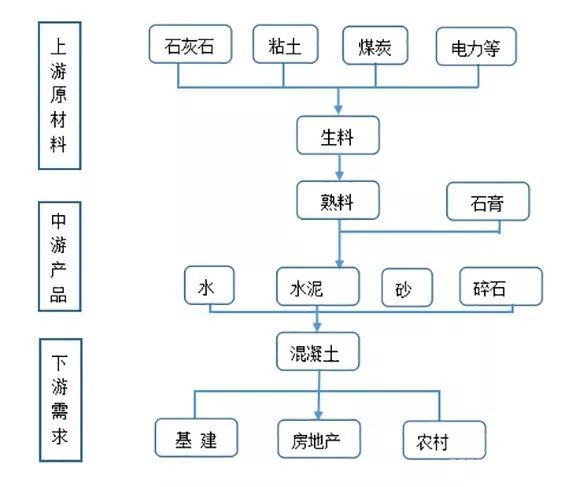 上游原材料
石灰石 粘土 煤炭 电力等
生料
熟料 石膏
中游产品
水 水泥 砂 碎石
混凝土
下游需求
基 建 房地产 农村